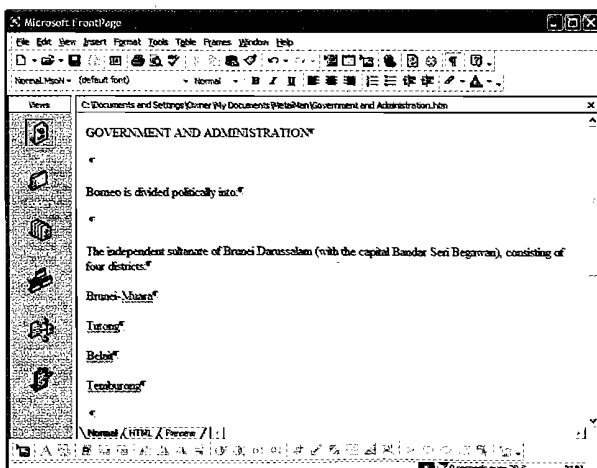 Microsoft FrontPage
File Edit View Insert Format Tools Table Frames Window Help
Normal.MsoN (default font) Normal B I U A
Views
C:\Documents and Settings\Owner\My Documents\MetaiMen\Government and Administration.htm
GOVERNMENT AND ADMINISTRATION¶
¶
Borneo is divided politically into:¶
¶
The independent sultanate of Brunei Darussalam (with the capital Bandar Seri Begawan), consisting of
four districts:¶
Brunei-Muara¶
Tutong¶
Belait¶
Temburong¶
¶
Normal HTML Preview